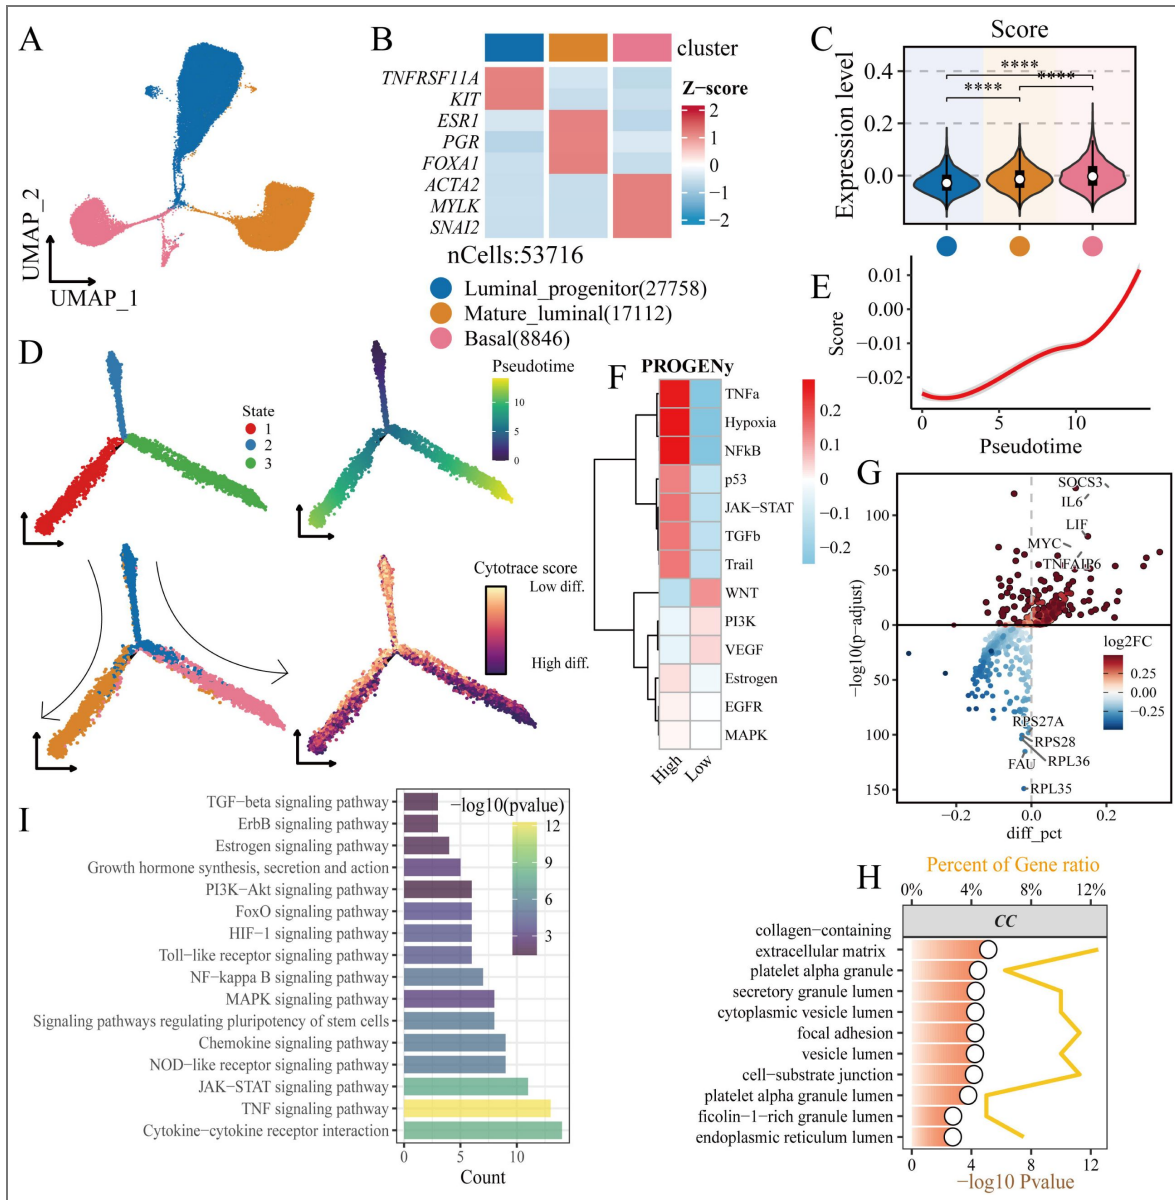 A
UMAP_2
UMAP_1
B
cluster
TNFRSF11A
KIT
ESR1
PGR
FOXA1
ACTA2
MYLK
SNAI2
Z−score
2
1
0
−1
−2
nCells:53716
Luminal_progenitor(27758)
Mature_luminal(17112)
Basal(8846)
C
Score
Expression level
0.4
0.2
0.0
****
****
****
D
State
1
2
3
Pseudotime
10
5
0
Cytotrace score
Low diff.
High diff.
E
Score
0.01
0.00
−0.01
−0.02
0
5
10
Pseudotime
F
PROGENy
TNFa
Hypoxia
NFkB
p53
JAK−STAT
TGFb
Trail
WNT
PI3K
VEGF
Estrogen
EGFR
MAPK
High
Low
0.2
0.1
0
−0.1
−0.2
G
−log10(p−adjust)
100
50
0
50
100
150
SOCS3
IL6
LIF
MYC
TNFAIP6
log2FC
0.25
0.00
−0.25
RPS27A
RPS28
FAU
RPL36
RPL35
−0.2
0.0
0.2
diff_pct
H
Percent of Gene ratio
0%
4%
8%
12%
CC
collagen−containing
extracellular matrix
platelet alpha granule
secretory granule lumen
cytoplasmic vesicle lumen
focal adhesion
vesicle lumen
cell−substrate junction
platelet alpha granule lumen
ficolin−1−rich granule lumen
endoplasmic reticulum lumen
0
4
8
12
−log10 Pvalue
I
TGF−beta signaling pathway
ErbB signaling pathway
Estrogen signaling pathway
Growth hormone synthesis, secretion and action
PI3K−Akt signaling pathway
FoxO signaling pathway
HIF−1 signaling pathway
Toll−like receptor signaling pathway
NF−kappa B signaling pathway
MAPK signaling pathway
Signaling pathways regulating pluripotency of stem cells
Chemokine signaling pathway
NOD−like receptor signaling pathway
JAK−STAT signaling pathway
TNF signaling pathway
Cytokine−cytokine receptor interaction
−log10(pvalue)
12
9
6
3
0
5
10
Count